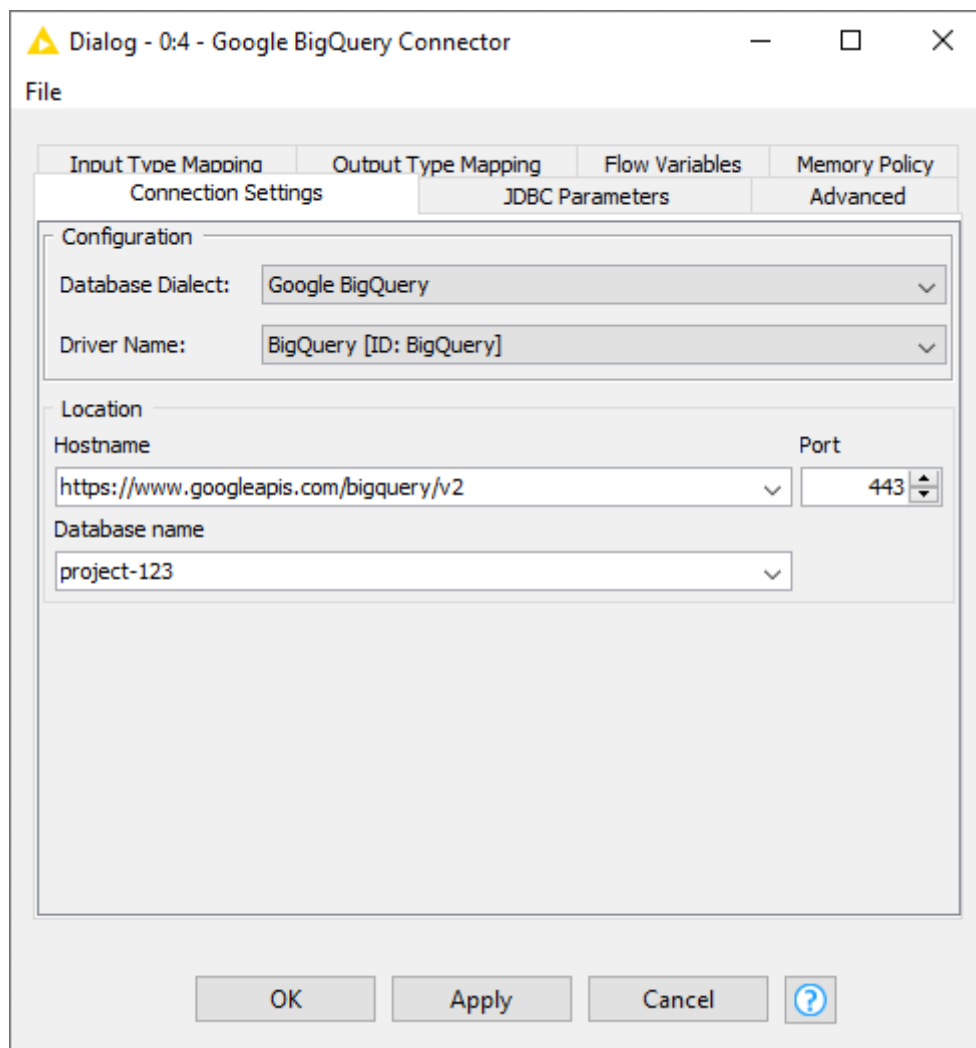 Dialog - 0:4 - Google BigQuery Connector
File
Input Type Mapping Output Type Mapping Flow Variables Memory Policy
Connection Settings JDBC Parameters Advanced
Configuration
Database Dialect: Google BigQuery
Driver Name: BigQuery [ID: BigQuery]
Location
Hostname Port
https://www.googleapis.com/bigquery/v2 443
Database name
project-123
OK Apply Cancel ?